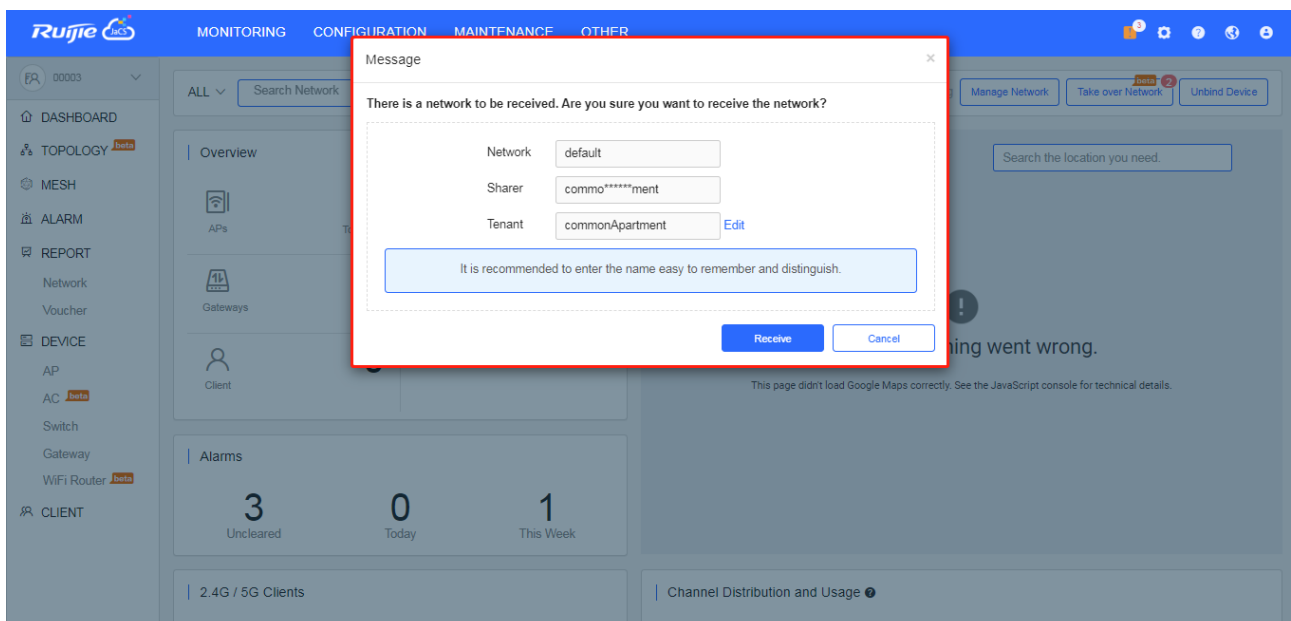 Ruijie JaCS MONITORING CONFIGURATION MAINTENANCE OTHER 3
00003
ALL Search Network Manage Network Take over Network beta 2 Unbind Device
DASHBOARD
TOPOLOGY beta
MESH
ALARM
REPORT
Network
Voucher
DEVICE
AP
AC beta
Switch
Gateway
WiFi Router beta
CLIENT
Message
There is a network to be received. Are you sure you want to receive the network?
Network default
Sharer commo******ment
Tenant commonApartment Edit
It is recommended to enter the name easy to remember and distinguish.
Receive Cancel
Overview
APs
Gateways
Client
Search the location you need.
went wrong.
This page didn't load Google Maps correctly. See the JavaScript console for technical details.
Alarms
3 0 1
Uncleared Today This Week
2.4G / 5G Clients
Channel Distribution and Usage